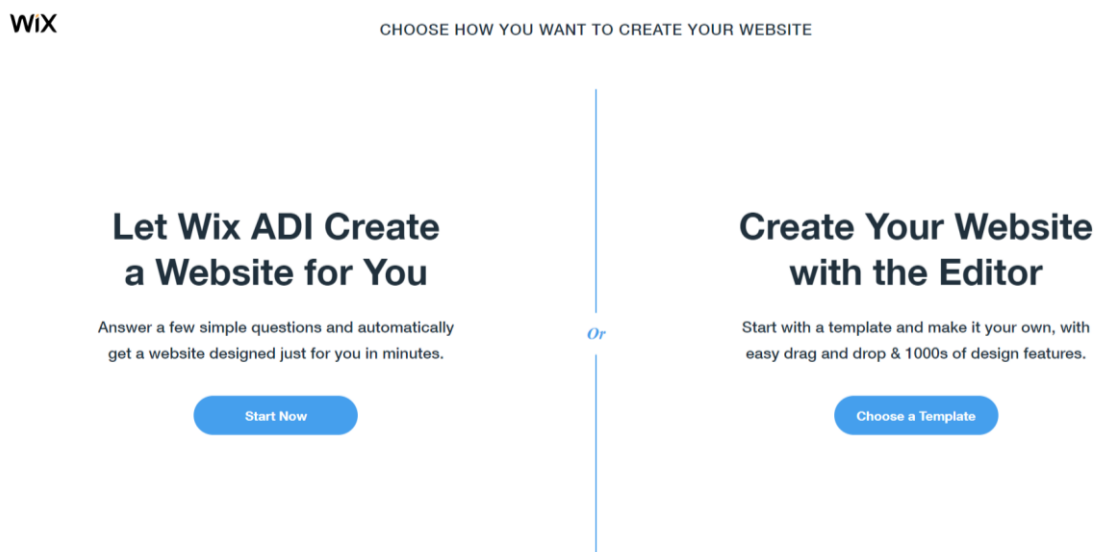 WiX
CHOOSE HOW YOU WANT TO CREATE YOUR WEBSITE
Let Wix ADI Create
a Website for You
Answer a few simple questions and automatically
get a website designed just for you in minutes.
Start Now
Or
Create Your Website
with the Editor
Start with a template and make it your own, with
easy drag and drop & 1000s of design features.
Choose a Template